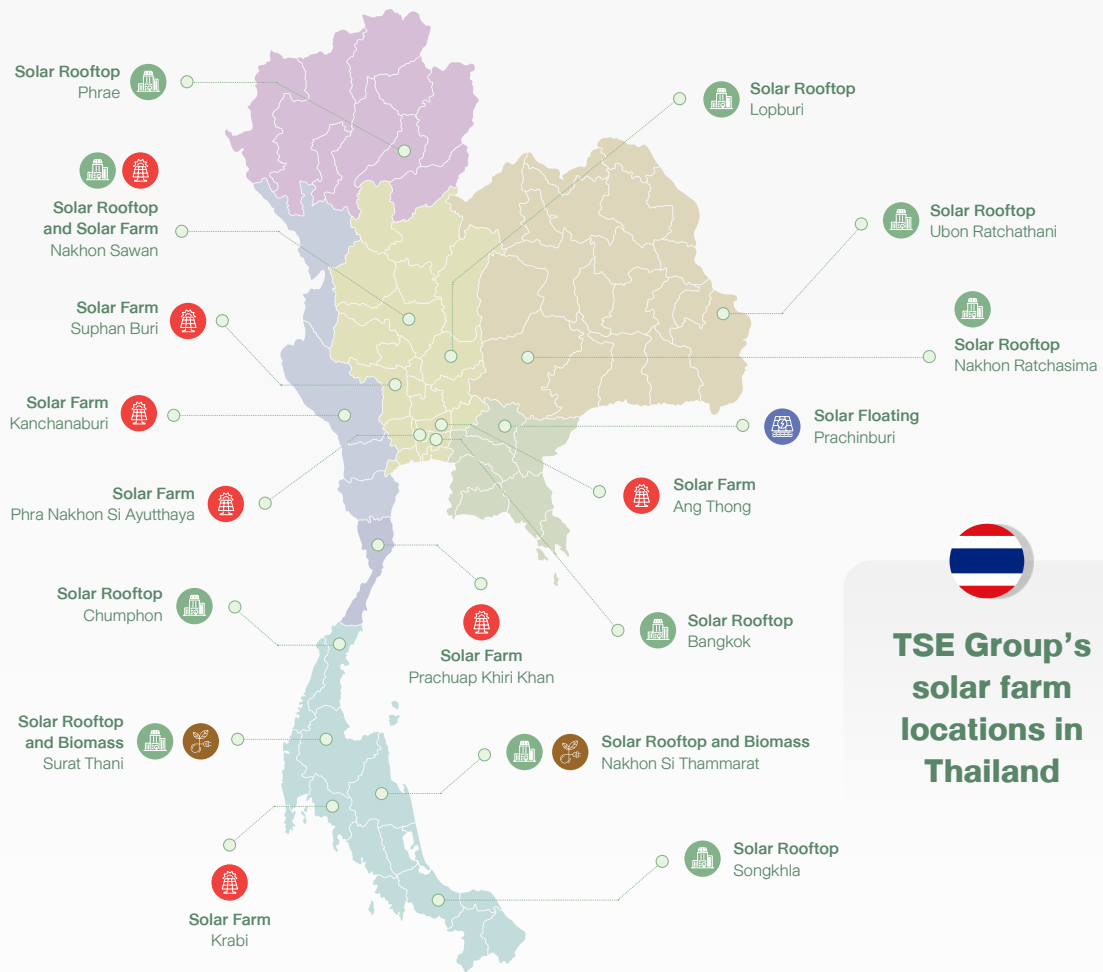 Solar Rooftop
Phrae
Solar Rooftop
Lopburi
Solar Rooftop
and Solar Farm
Nakhon Sawan
Solar Rooftop
Ubon Ratchathani
Solar Farm
Suphan Buri
Solar Rooftop
Nakhon Ratchasima
Solar Farm
Kanchanaburi
Solar Floating
Prachinburi
Solar Farm
Phra Nakhon Si Ayutthaya
Solar Farm
Ang Thong
Solar Rooftop
Chumphon
Solar Farm
Prachuap Khiri Khan
Solar Rooftop
Bangkok
TSE Group’s
solar farm
locations in
Thailand
Solar Rooftop
and Biomass
Surat Thani
Solar Rooftop and Biomass
Nakhon Si Thammarat
Solar Rooftop
Songkhla
Solar Farm
Krabi